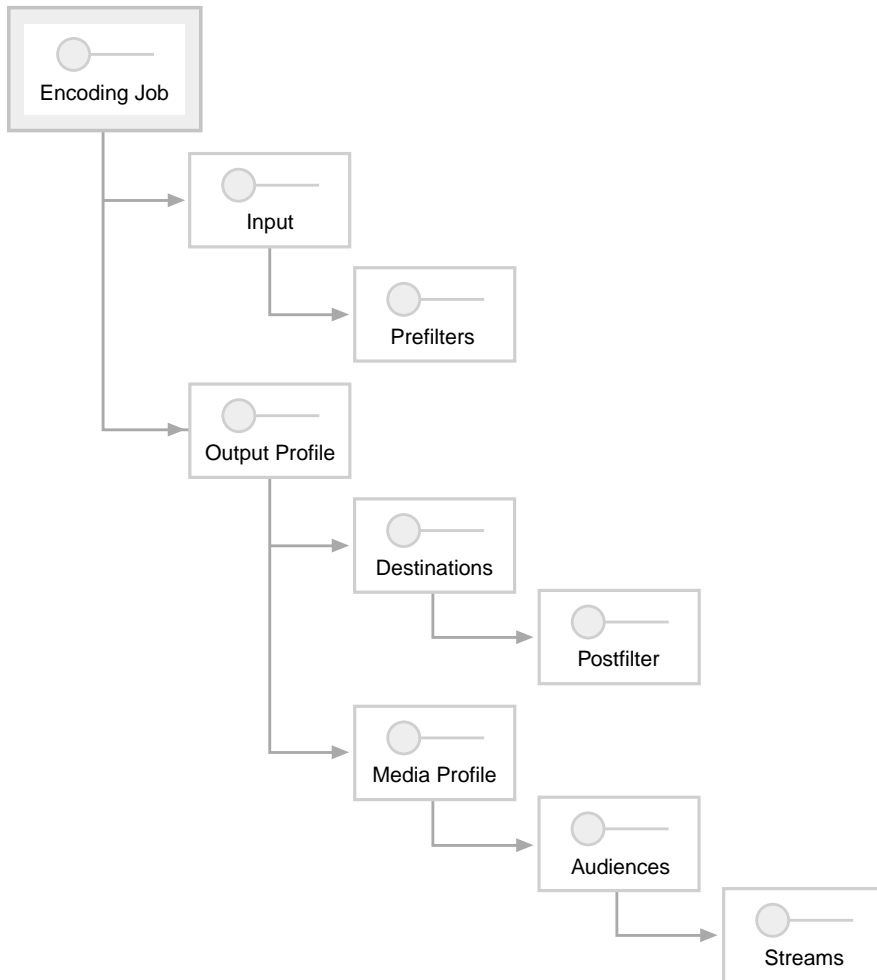 Encoding Job
Input
Prefilters
Output Profile
Destinations
Postfilter
Media Profile
Audiences
Streams